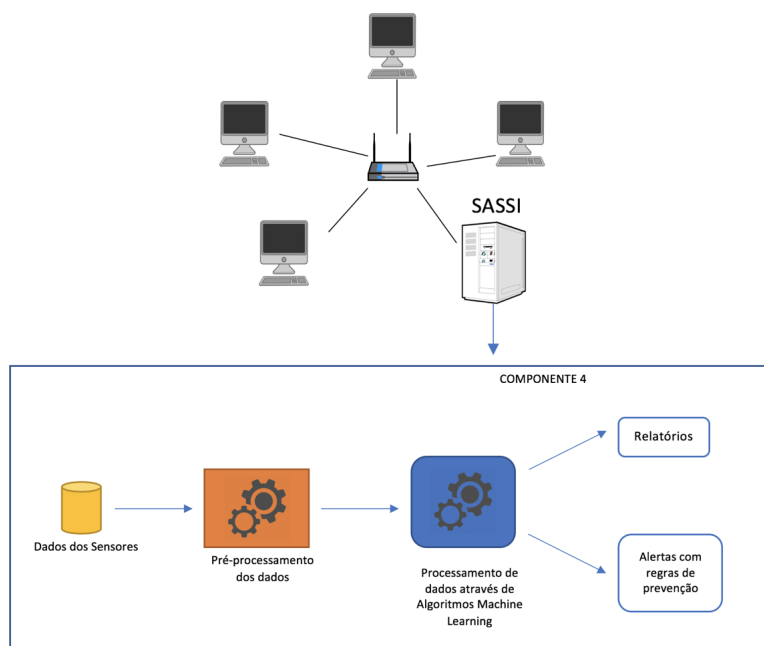 SASSI
COMPONENTE 4
Dados dos Sensores
Pré-processamento
dos dados
Processamento de
dados através de
Algoritmos Machine
Learning
Relatórios
Alertas com
regras de
prevenção